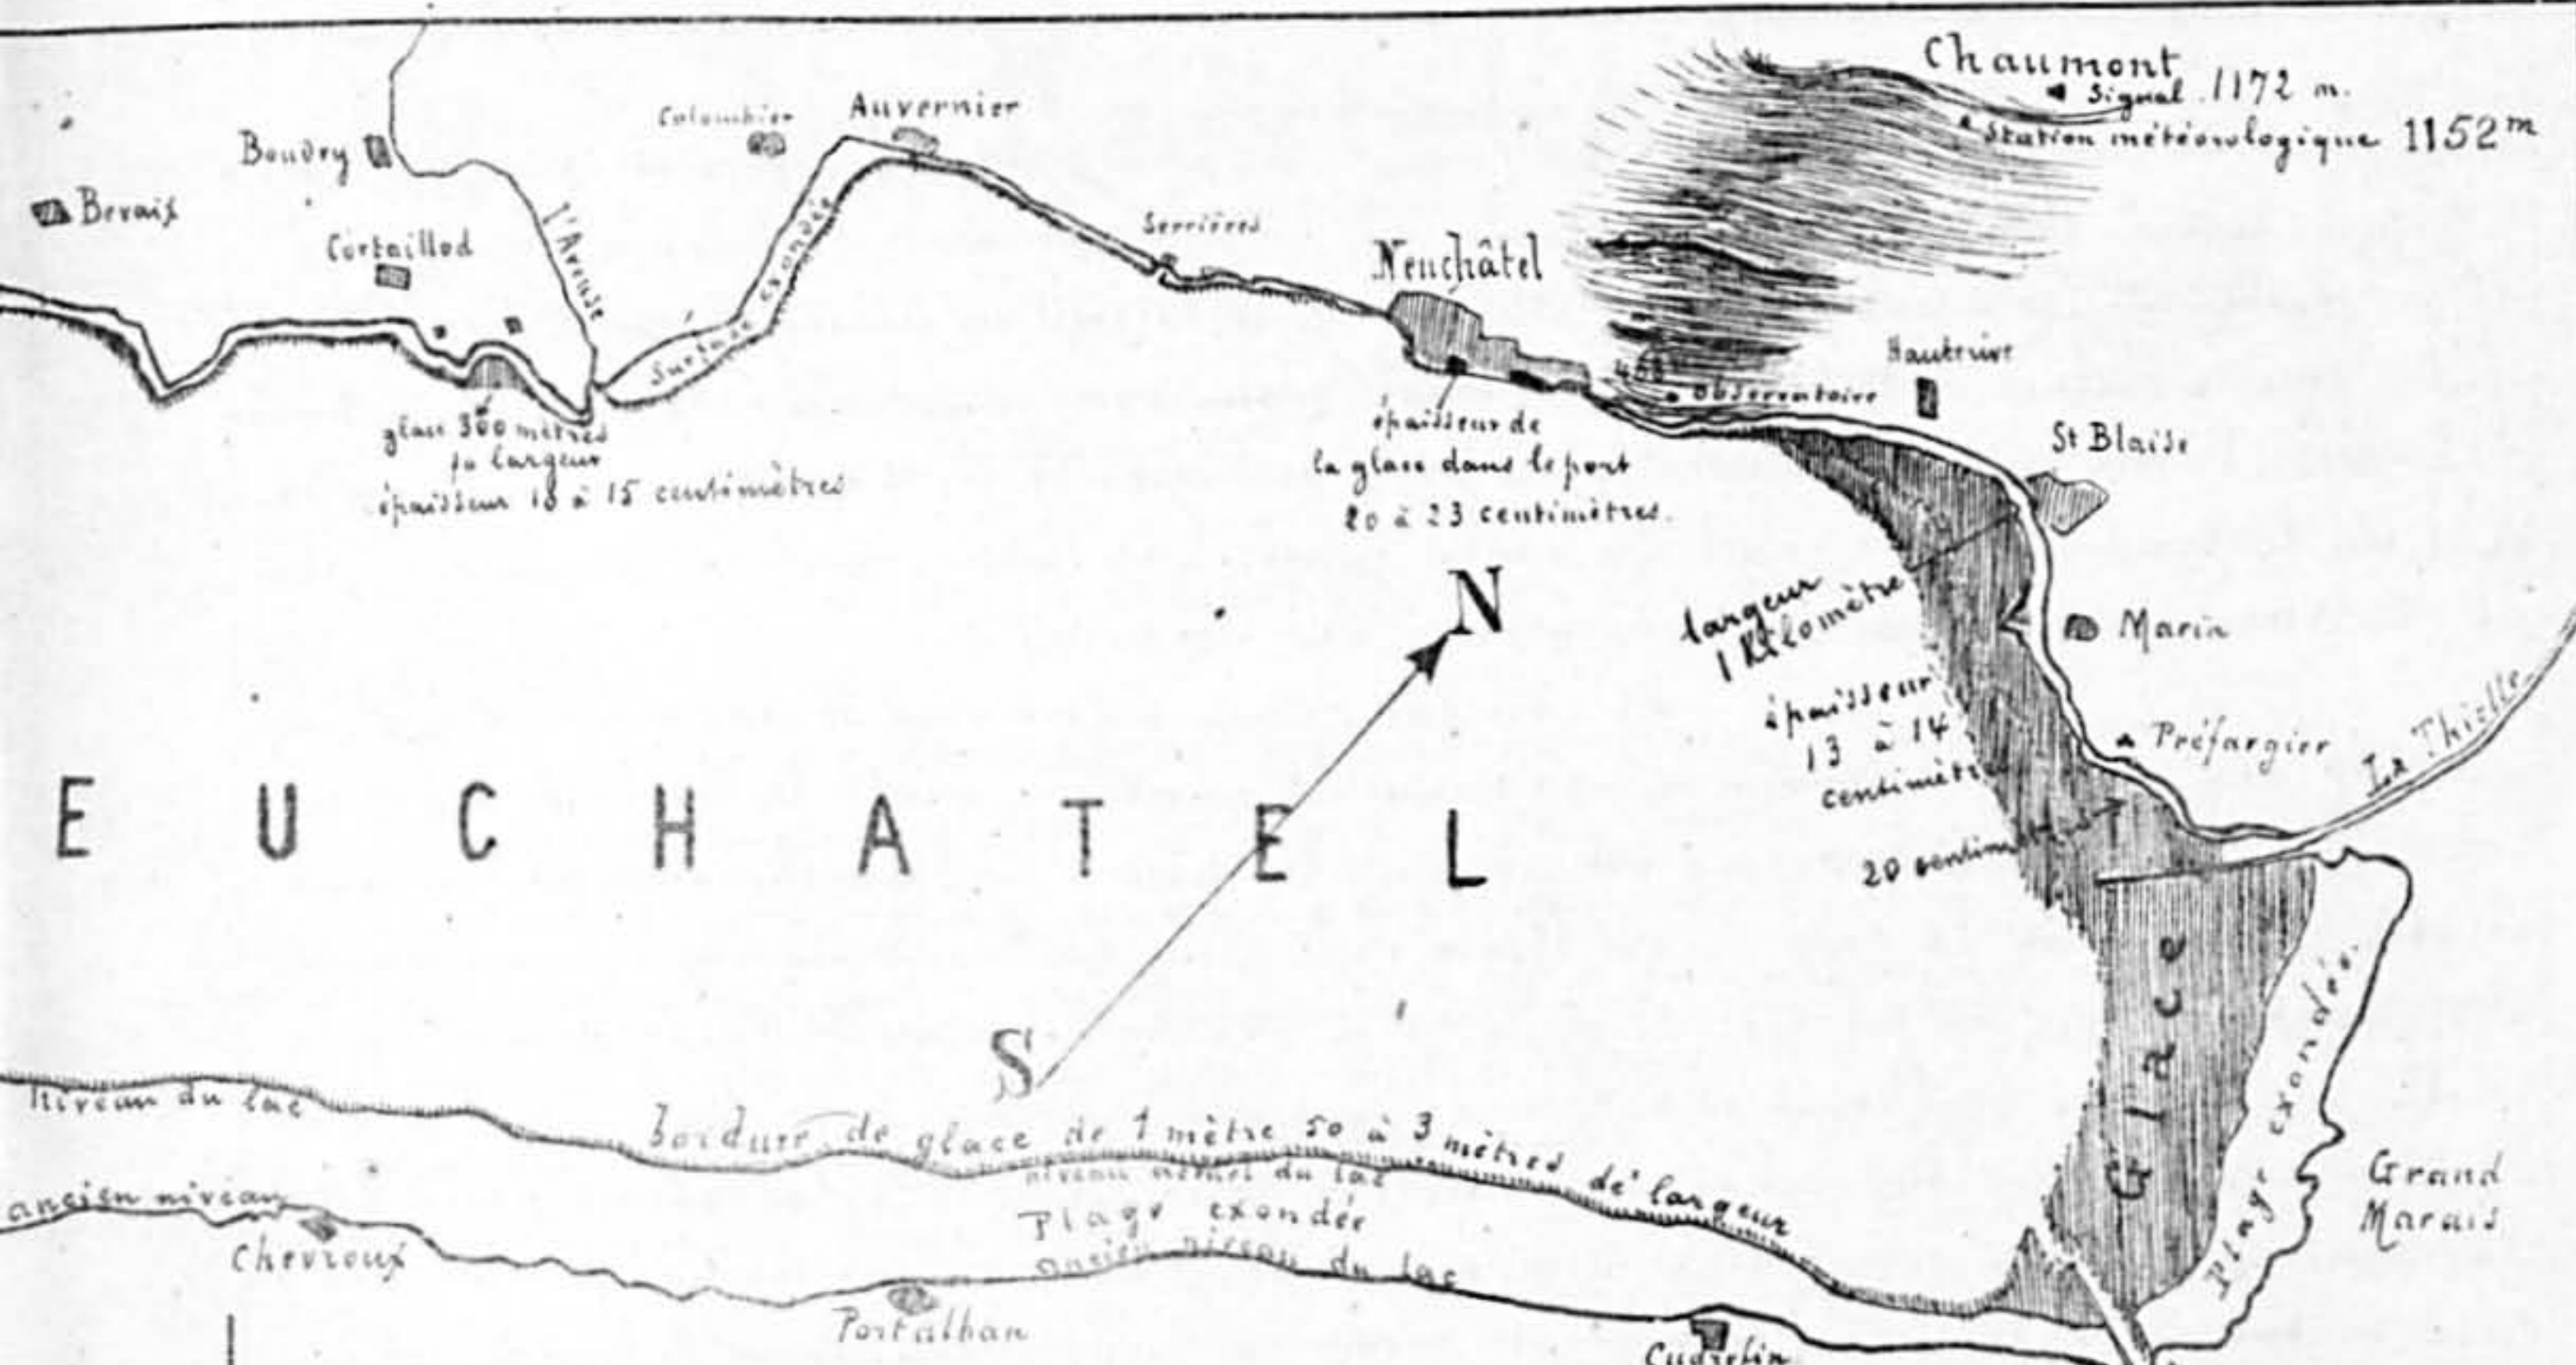 Chaumont
Signal 1172 m.
Station météorologique 1152 m
Colombier
Auvernier
Boudry
Bevaix
Cortaillod
l'Areuse
Serrières
Surface exondée
Neuchâtel
Hauterive
Observatoire
St Blaise
glace 300 mètres
largeur
épaisseur 10 à 15 centimètres
épaisseur de
la glace dans le port
20 à 23 centimètres.
N
largeur
1 Kilomètre
Marin
épaisseur
13 à 14
centimètres
Préfargier
La Thielle
20 centim
E U C H A T E L
Glace
Plage exondée.
S
niveau du lac
bordure de glace de 1 mètre 50 à 3 mètres de largeur
niveau actuel du lac
Plage exondée
ancien niveau du lac
Grand
Marais
ancien niveau
Chevroux
Portalban
Cudrefin